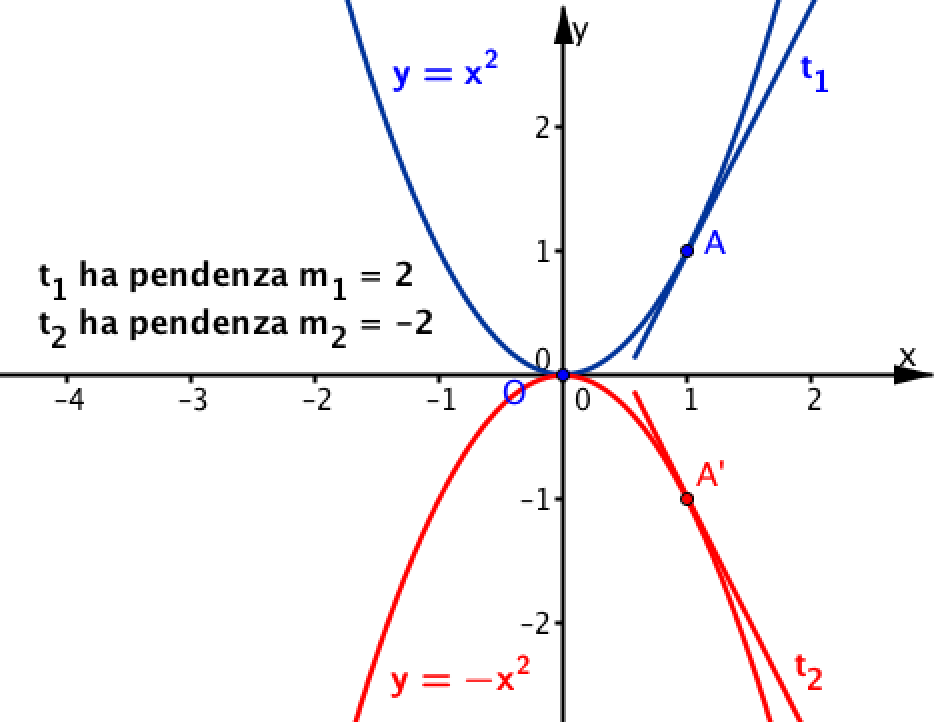 y
y = x²
t₁
2
1
A
t₁ ha pendenza m₁ = 2
t₂ ha pendenza m₂ = -2
0
x
-4 -3 -2 -1 O 0 1 2
A'
-1
-2
y = −x²
t₂